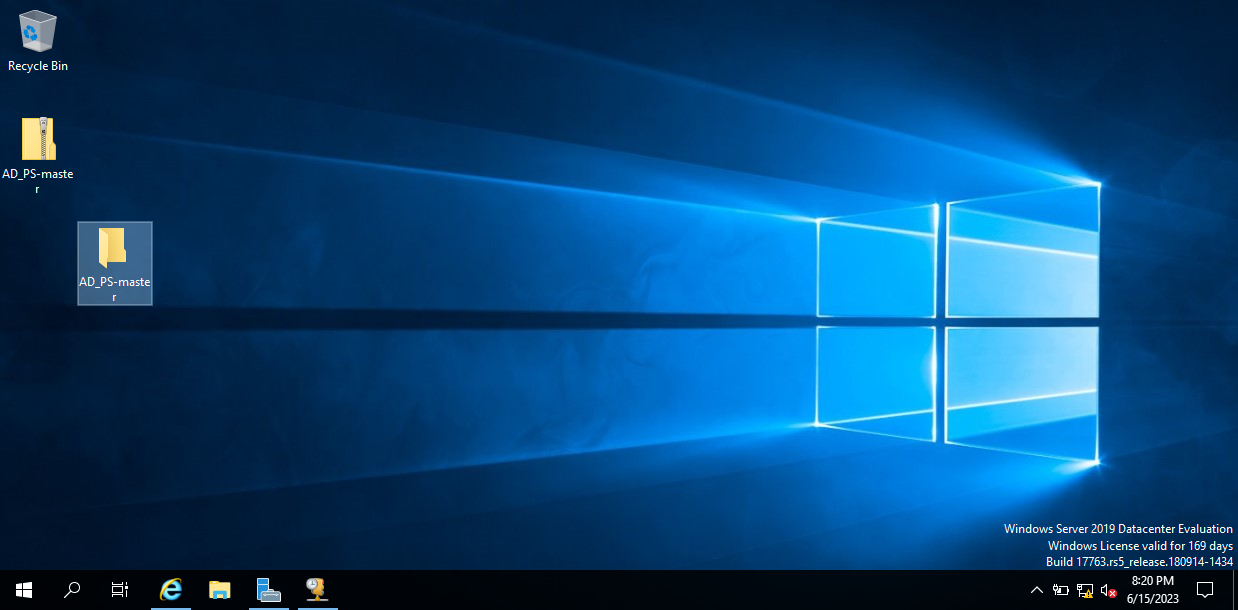 Recycle Bin
AD_PS-maste
r
AD_PS-maste
r
Windows Server 2019 Datacenter Evaluation
Windows License valid for 169 days
Build 17763.rs5_release.180914-1434
8:20 PM
6/15/2023